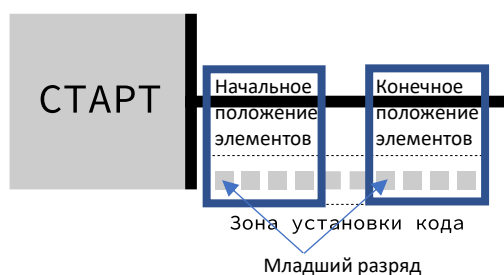 СТАРТ
Начальное
положение
элементов
Конечное
положение
элементов
Зона установки кода
Младший разряд